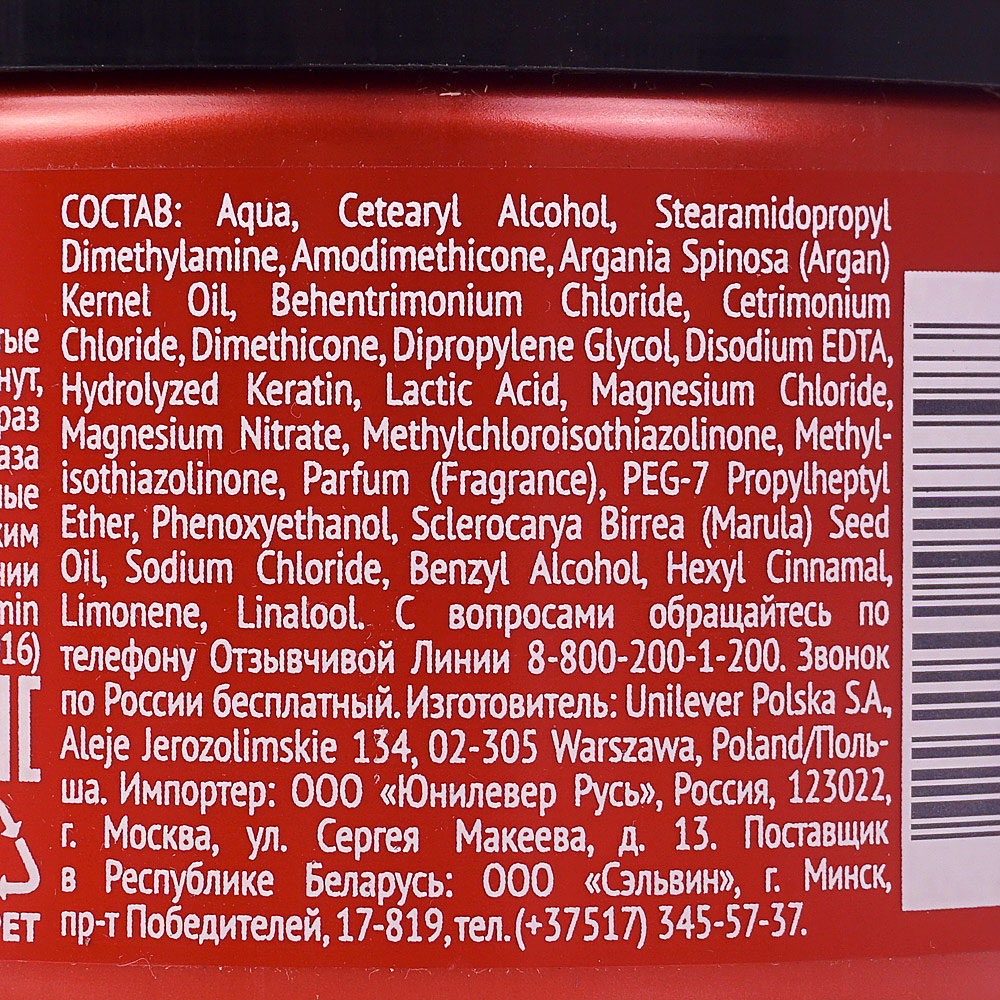 СОСТАВ: Aqua, Cetearyl Alcohol, Stearamidopropyl
Dimethylamine, Amodimethicone, Argania Spinosa (Argan)
Kernel Oil, Behentrimonium Chloride, Cetrimonium
Chloride, Dimethicone, Dipropylene Glycol, Disodium EDTA,
Hydrolyzed Keratin, Lactic Acid, Magnesium Chloride,
Magnesium Nitrate, Methylchloroisothiazolinone, Methyl-
isothiazolinone, Parfum (Fragrance), PEG-7 Propylheptyl
Ether, Phenoxyethanol, Sclerocarya Birrea (Marula) Seed
Oil, Sodium Chloride, Benzyl Alcohol, Hexyl Cinnamal,
Limonene, Linalool. С вопросами обращайтесь по
телефону Отзывчивой Линии 8-800-200-1-200. Звонок
по России бесплатный. Изготовитель: Unilever Polska S.A.,
Aleje Jerozolimskie 134, 02-305 Warszawa, Poland/Поль-
ша. Импортер: ООО «Юнилевер Русь», Россия, 123022,
г. Москва, ул. Сергея Макеева, д. 13. Поставщик
в Республике Беларусь: ООО «Сэльвин», г. Минск,
пр-т Победителей, 17-819, тел. (+37517) 345-57-37.